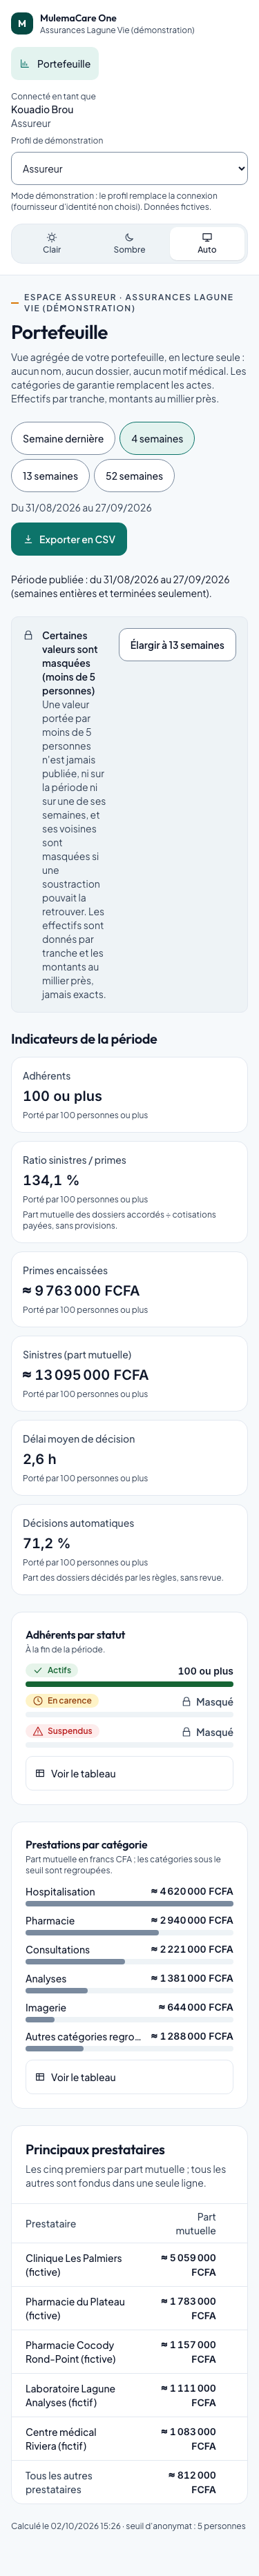 M
MulemaCare One
Assurances Lagune Vie (démonstration)
Portefeuille
Connecté en tant que
Kouadio Brou
Assureur
Profil de démonstration
Assureur
Mode démonstration : le profil remplace la connexion
(fournisseur d'identité non choisi). Données fictives.
Clair
Sombre
Auto
ESPACE ASSUREUR · ASSURANCES LAGUNE
VIE (DÉMONSTRATION)
Portefeuille
Vue agrégée de votre portefeuille, en lecture seule :
aucun nom, aucun dossier, aucun motif médical. Les
catégories de garantie remplacent les actes.
Effectifs par tranche, montants au millier près.
Semaine dernière
4 semaines
13 semaines
52 semaines
Du 31/08/2026 au 27/09/2026
Exporter en CSV
Période publiée : du 31/08/2026 au 27/09/2026
(semaines entières et terminées seulement).
Certaines
valeurs sont
masquées
(moins de 5
personnes)
Élargir à 13 semaines
Une valeur
portée par
moins de 5
personnes
n'est jamais
publiée, ni sur
la période ni
sur une de ses
semaines, et
ses voisins
sont
masqués si
une
soustraction
pouvait la
retrouver. Les
effectifs sont
donnés par
tranche et les
montants au
millier près,
jamais exacts.
Indicateurs de la période
Adhérents
100 ou plus
Porté par 100 personnes ou plus
Ratio sinistres / primes
134,1 %
Porté par 100 personnes ou plus
Part mutuelle des dossiers accordés ÷ cotisations
payées, sans provisions.
Primes encaissées
≈ 9 763 000 FCFA
Porté par 100 personnes ou plus
Sinistres (part mutuelle)
≈ 13 095 000 FCFA
Porté par 100 personnes ou plus
Délai moyen de décision
2,6 h
Porté par 100 personnes ou plus
Décisions automatiques
71,2 %
Porté par 100 personnes ou plus
Part des dossiers décidés par les règles, sans revue.
Adhérents par statut
À la fin de la période.
Actifs
100 ou plus
En carence
Masqué
Suspendus
Masqué
Voir le tableau
Prestations par catégorie
Part mutuelle en francs CFA ; les catégories sous le
seuil sont regroupées.
Hospitalisation ≈ 4 620 000 FCFA
Pharmacie ≈ 2 940 000 FCFA
Consultations ≈ 2 221 000 FCFA
Analyses ≈ 1 381 000 FCFA
Imagerie ≈ 644 000 FCFA
Autres catégories regro... ≈ 1 288 000 FCFA
Voir le tableau
Principaux prestataires
Les cinq premiers par part mutuelle ; tous les
autres sont fondus dans une seule ligne.
Prestataire
Part
mutuelle
Clinique Les Palmiers
(fictive)
≈ 5 059 000
FCFA
Pharmacie du Plateau
(fictive)
≈ 1 783 000
FCFA
Pharmacie Cocody
Rond-Point (fictive)
≈ 1 157 000
FCFA
Laboratoire Lagune
Analyses (fictif)
≈ 1 111 000
FCFA
Centre médical
Riviera (fictif)
≈ 1 083 000
FCFA
Tous les autres
prestataires
≈ 812 000
FCFA
Calculé le 02/10/2026 15:26 · seuil d'anonymat : 5 personnes